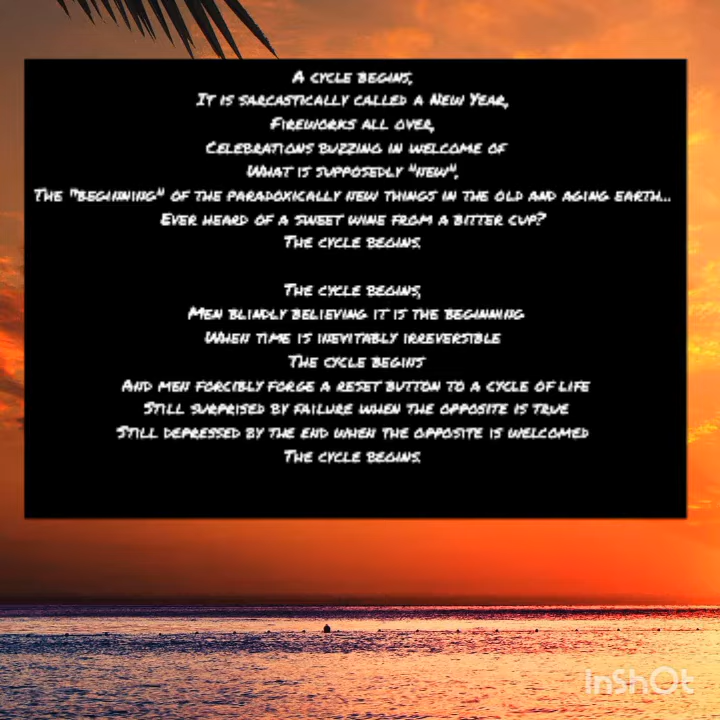 A cycle begins,
It is sarcastically called a New Year,
Fireworks all over,
Celebrations buzzing in welcome of
What is supposedly "new",
The "beginning" of the paradoxically new things in the old and aging earth...
Ever heard of a sweet wine from a bitter cup?
The cycle begins.
The cycle begins,
Men blindly believing it is the beginning
When time is inevitably irreversible
The cycle begins
And men forcibly forge a reset button to a cycle of life
Still surprised by failure when the opposite is true
Still depressed by the end when the opposite is welcomed
The cycle begins.
InShOt